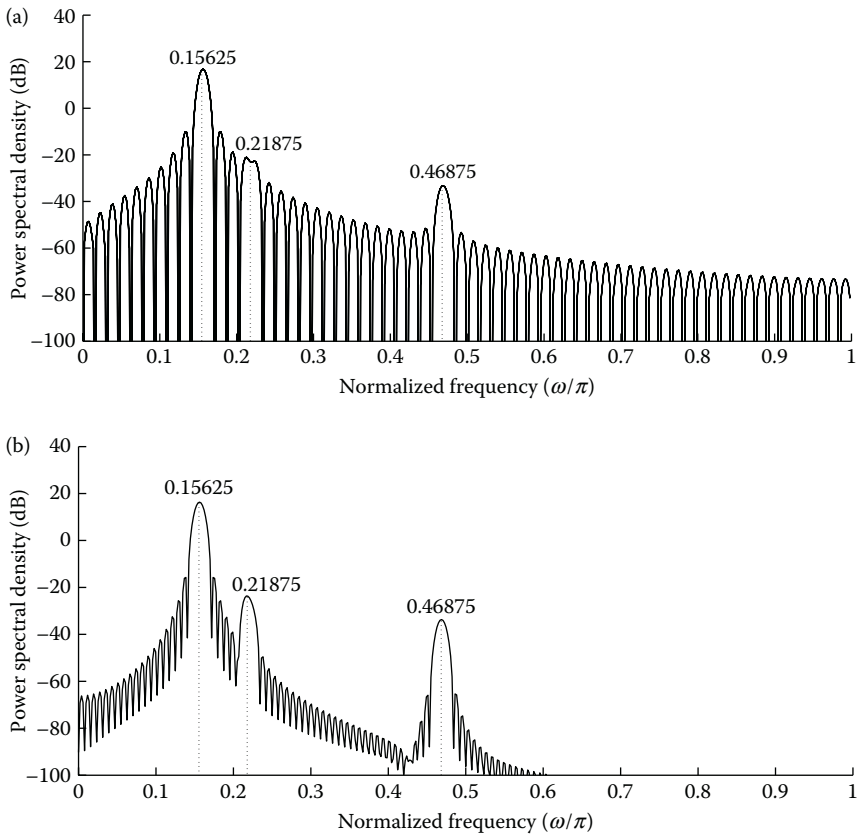 (a)
Power spectral density (dB)
40
20
0
−20
−40
−60
−80
−100
0.15625
0.21875
0.46875
0 0.1 0.2 0.3 0.4 0.5 0.6 0.7 0.8 0.9 1
Normalized frequency (ω/π)
(b)
Power spectral density (dB)
40
20
0
−20
−40
−60
−80
−100
0.15625
0.21875
0.46875
0 0.1 0.2 0.3 0.4 0.5 0.6 0.7 0.8 0.9 1
Normalized frequency (ω/π)